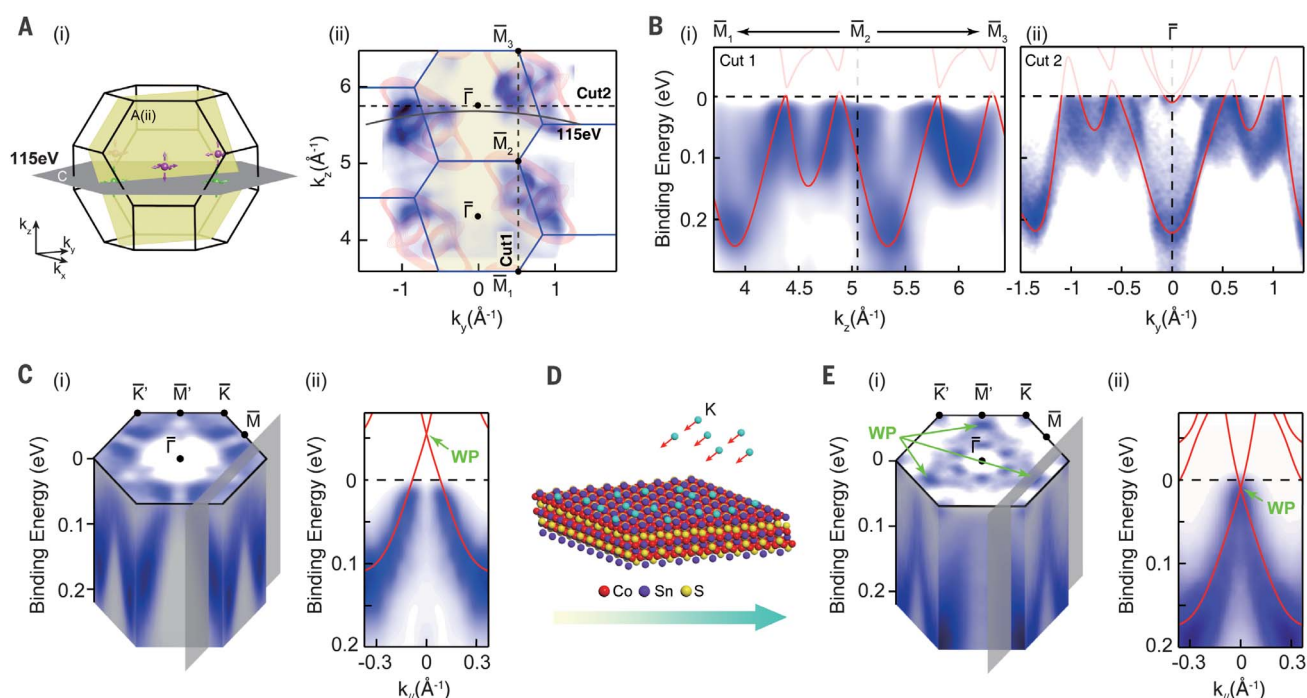 A
(i)
A(ii)
115eV
C
kz
ky
kx
(ii)
M̅3
6
5
4
Γ̅
Cut2
115eV
M̅2
Γ̅
Cut1
M̅1
kz(Å-1)
-1
0
1
ky(Å-1)
B
(i)
M̅1
M̅2
M̅3
Cut 1
0
0.1
0.2
Binding Energy (eV)
4
4.5
5
5.5
6
kz(Å-1)
(ii)
Γ̅
Cut 2
-1.5
-1
-0.5
0
0.5
1
ky(Å-1)
C
(i)
K̅'
M̅'
K̅
M̅
Γ̅
0
0.1
0.2
Binding Energy (eV)
(ii)
WP
0
0.1
0.2
Binding Energy (eV)
-0.3
0
0.3
k//(Å-1)
D
K
Co
Sn
S
E
(i)
K̅'
M̅'
K̅
M̅
WP
Γ̅
0
0.1
0.2
Binding Energy (eV)
(ii)
WP
0
0.1
0.2
Binding Energy (eV)
-0.3
0
0.3
k//(Å-1)